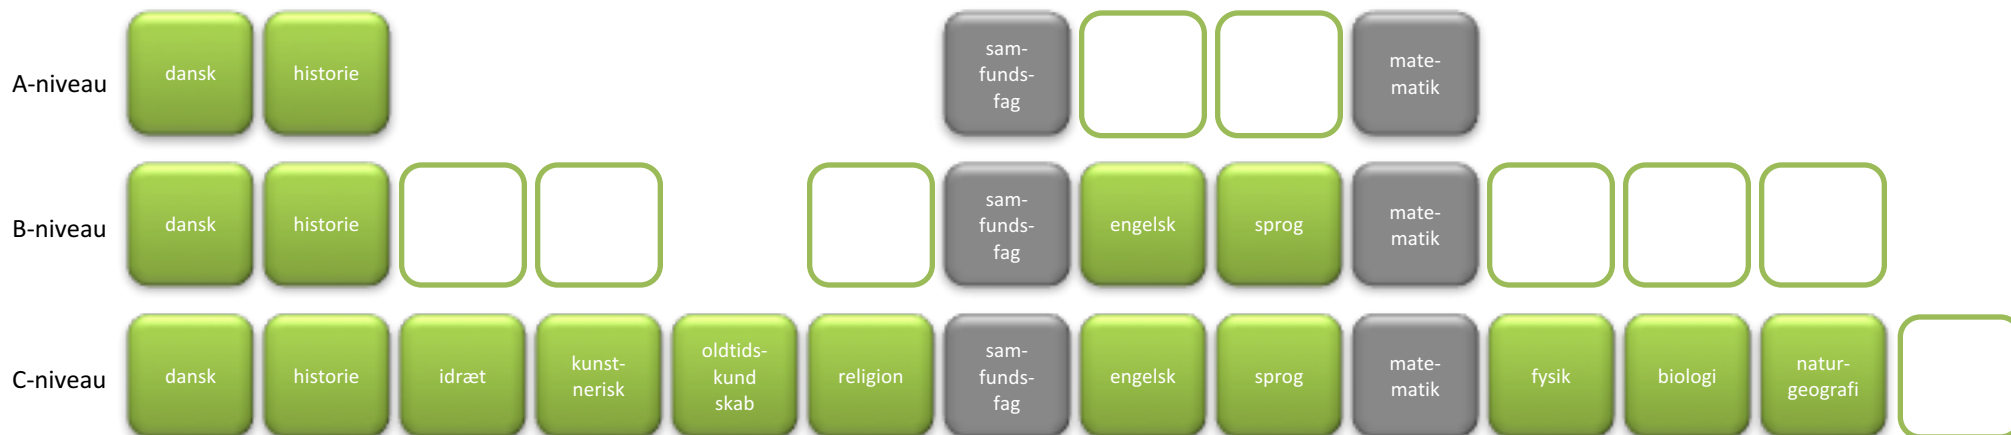 A-niveau
dansk
historie
sam-
funds-
fag
mate-
matik
B-niveau
dansk
historie
sam-
funds-
fag
engelsk
sprog
mate-
matik
C-niveau
dansk
historie
idræt
kunst-
nerisk
oldtids-
kund
skab
religion
sam-
funds-
fag
engelsk
sprog
mate-
matik
fysik
biologi
natur-
geografi